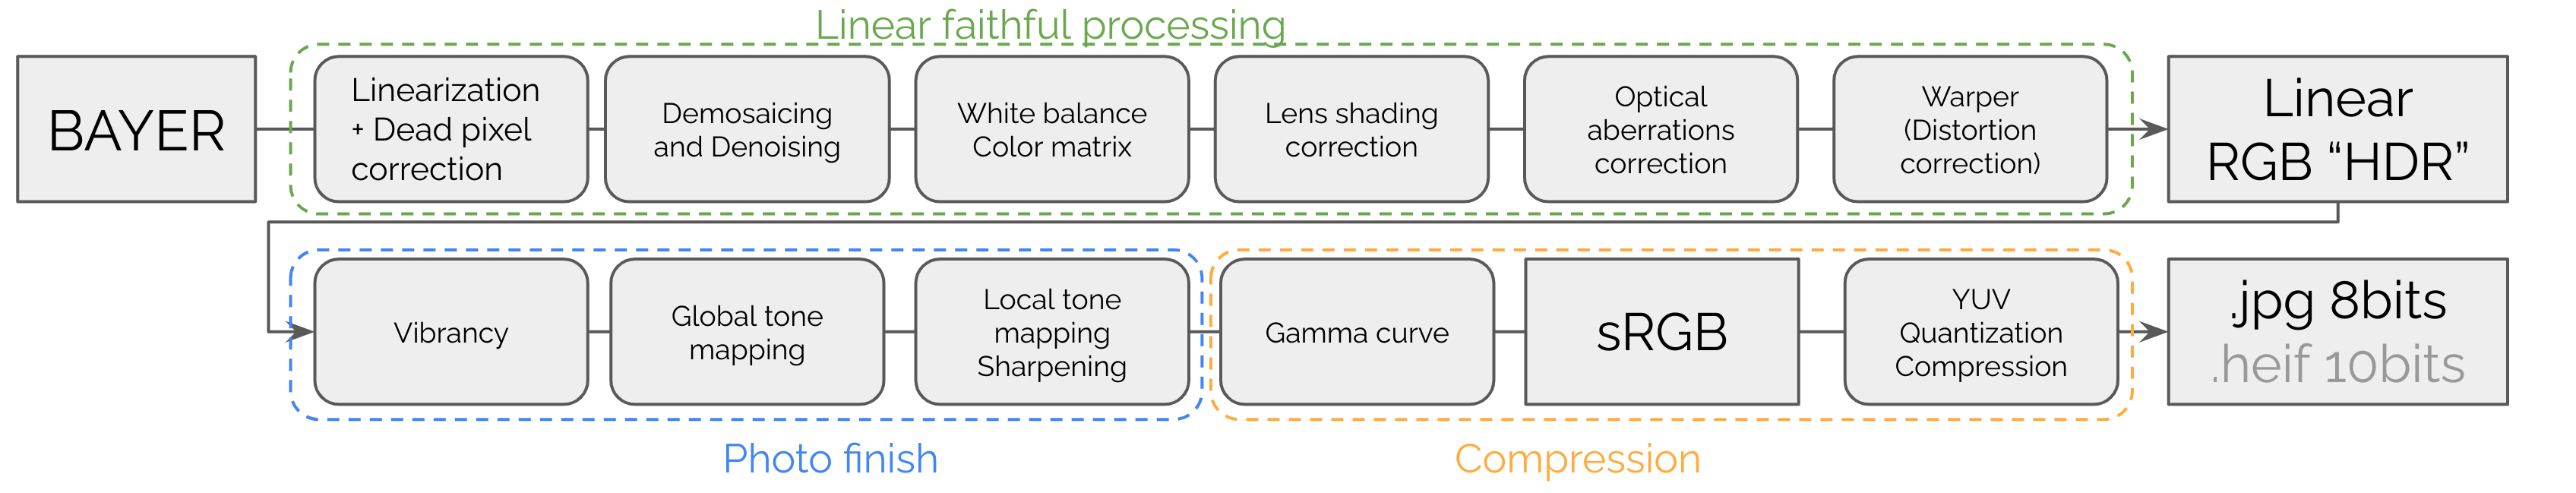 Linear faithful processing
BAYER
Linearization
+ Dead pixel
correction
Demosaicing
and Denoising
White balance
Color matrix
Lens shading
correction
Optical
aberrations
correction
Warper
(Distortion
correction)
Linear
RGB “HDR”
Vibrancy
Global tone
mapping
Local tone
mapping
Sharpening
Gamma curve
sRGB
YUV
Quantization
Compression
.jpg 8bits
.heif 10bits
Photo finish
Compression